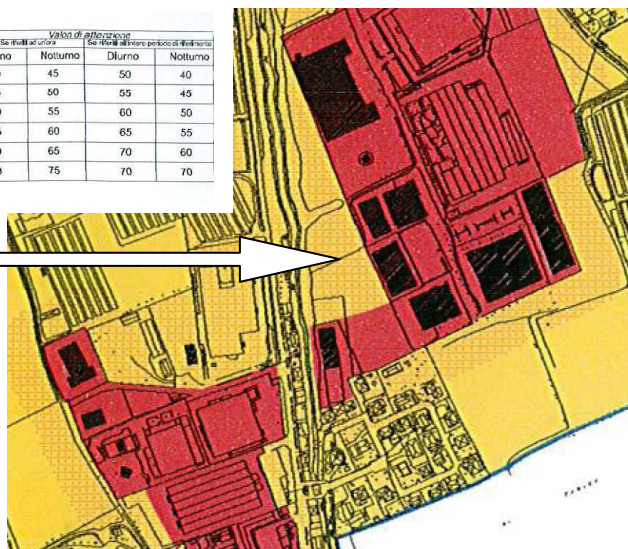 Valori di attenzione
Se riferiti ad un'ora Se riferiti all'intero periodo di riferimento
Notturno Diurno Notturno
45 50 40
50 55 45
55 60 50
60 65 55
65 70 60
75 70 70